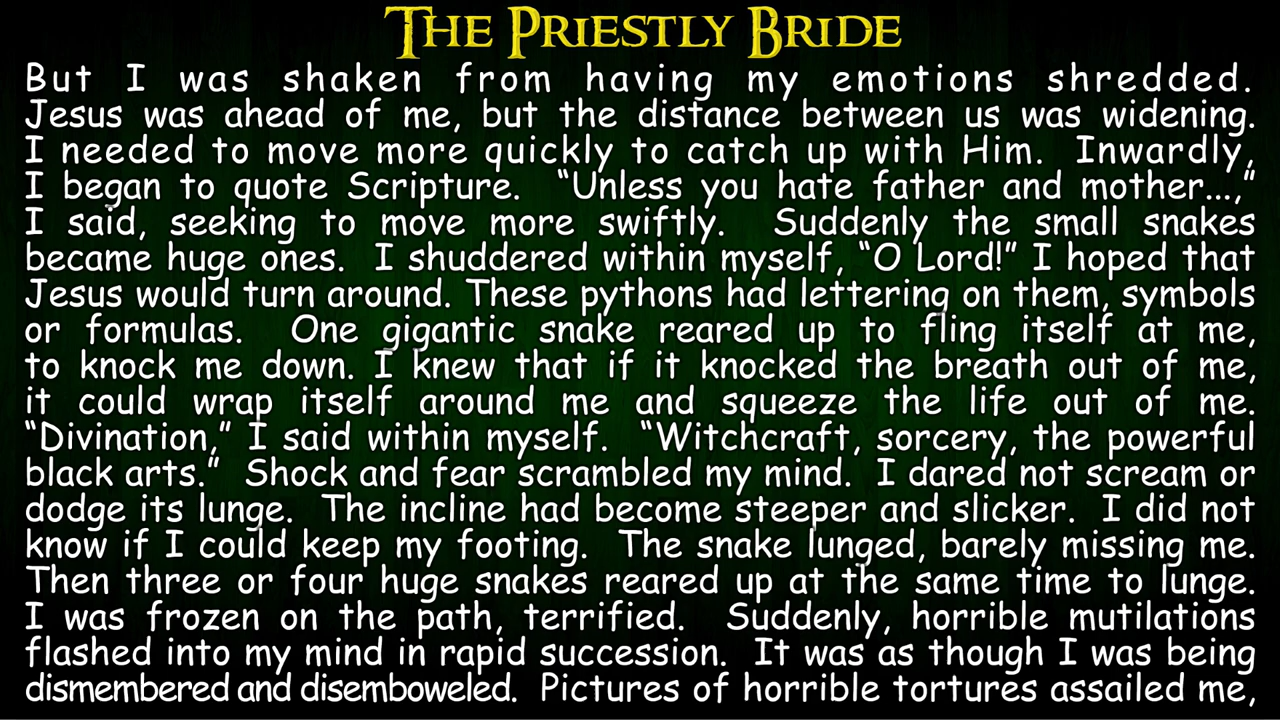 The Priestly Bride
But I was shaken from having my emotions shredded.
Jesus was ahead of me, but the distance between us was widening.
I needed to move more quickly to catch up with Him. Inwardly,
I began to quote Scripture. “Unless you hate father and mother...,”
I said, seeking to move more swiftly. Suddenly the small snakes
became huge ones. I shuddered within myself, “O Lord!” I hoped that
Jesus would turn around. These pythons had lettering on them, symbols
or formulas. One gigantic snake reared up to fling itself at me,
to knock me down. I knew that if it knocked the breath out of me,
it could wrap itself around me and squeeze the life out of me.
“Divination,” I said within myself. “Witchcraft, sorcery, the powerful
black arts.” Shock and fear scrambled my mind. I dared not scream or
dodge its lunge. The incline had become steeper and slicker. I did not
know if I could keep my footing. The snake lunged, barely missing me.
Then three or four huge snakes reared up at the same time to lunge.
I was frozen on the path, terrified. Suddenly, horrible mutilations
flashed into my mind in rapid succession. It was as though I was being
dismembered and disemboweled. Pictures of horrible tortures assailed me,